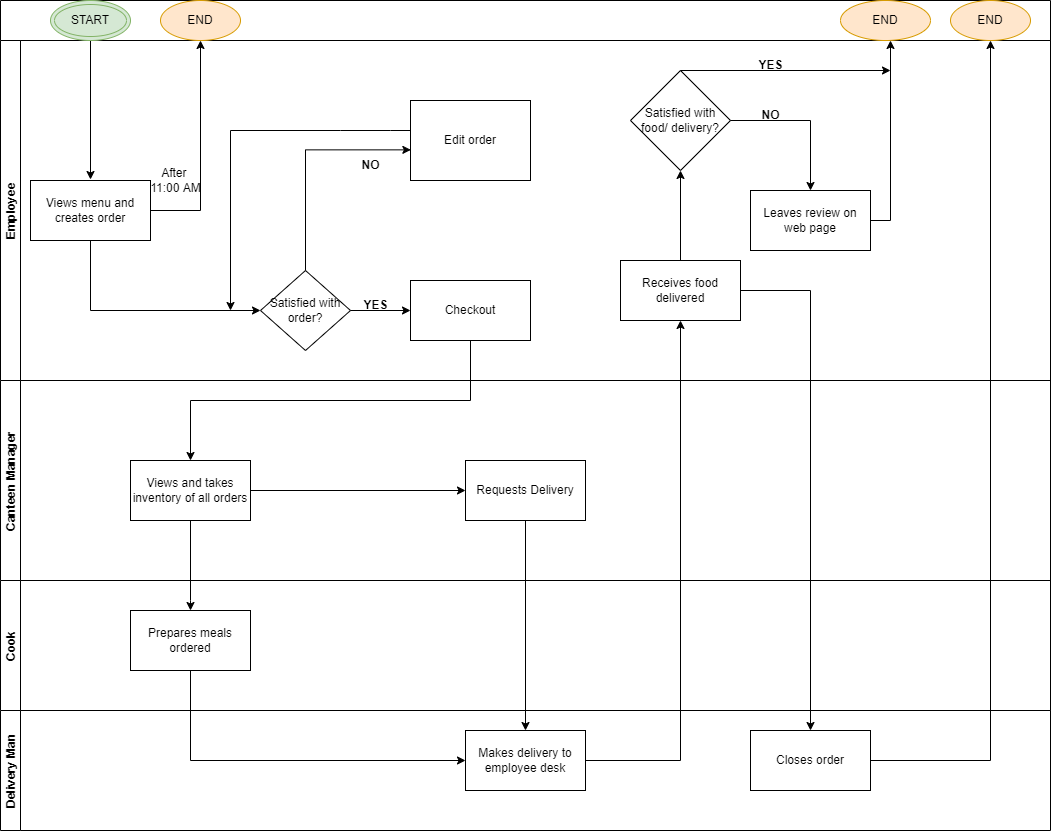 START
END
END
END
Employee
After
11:00 AM
Views menu and
creates order
Edit order
NO
Satisfied with
order?
YES
Checkout
YES
Satisfied with
food/ delivery?
NO
Leaves review on
web page
Receives food
delivered
Canteen Manager
Views and takes
inventory of all orders
Requests Delivery
Cook
Prepares meals
ordered
Delivery Man
Makes delivery to
employee desk
Closes order